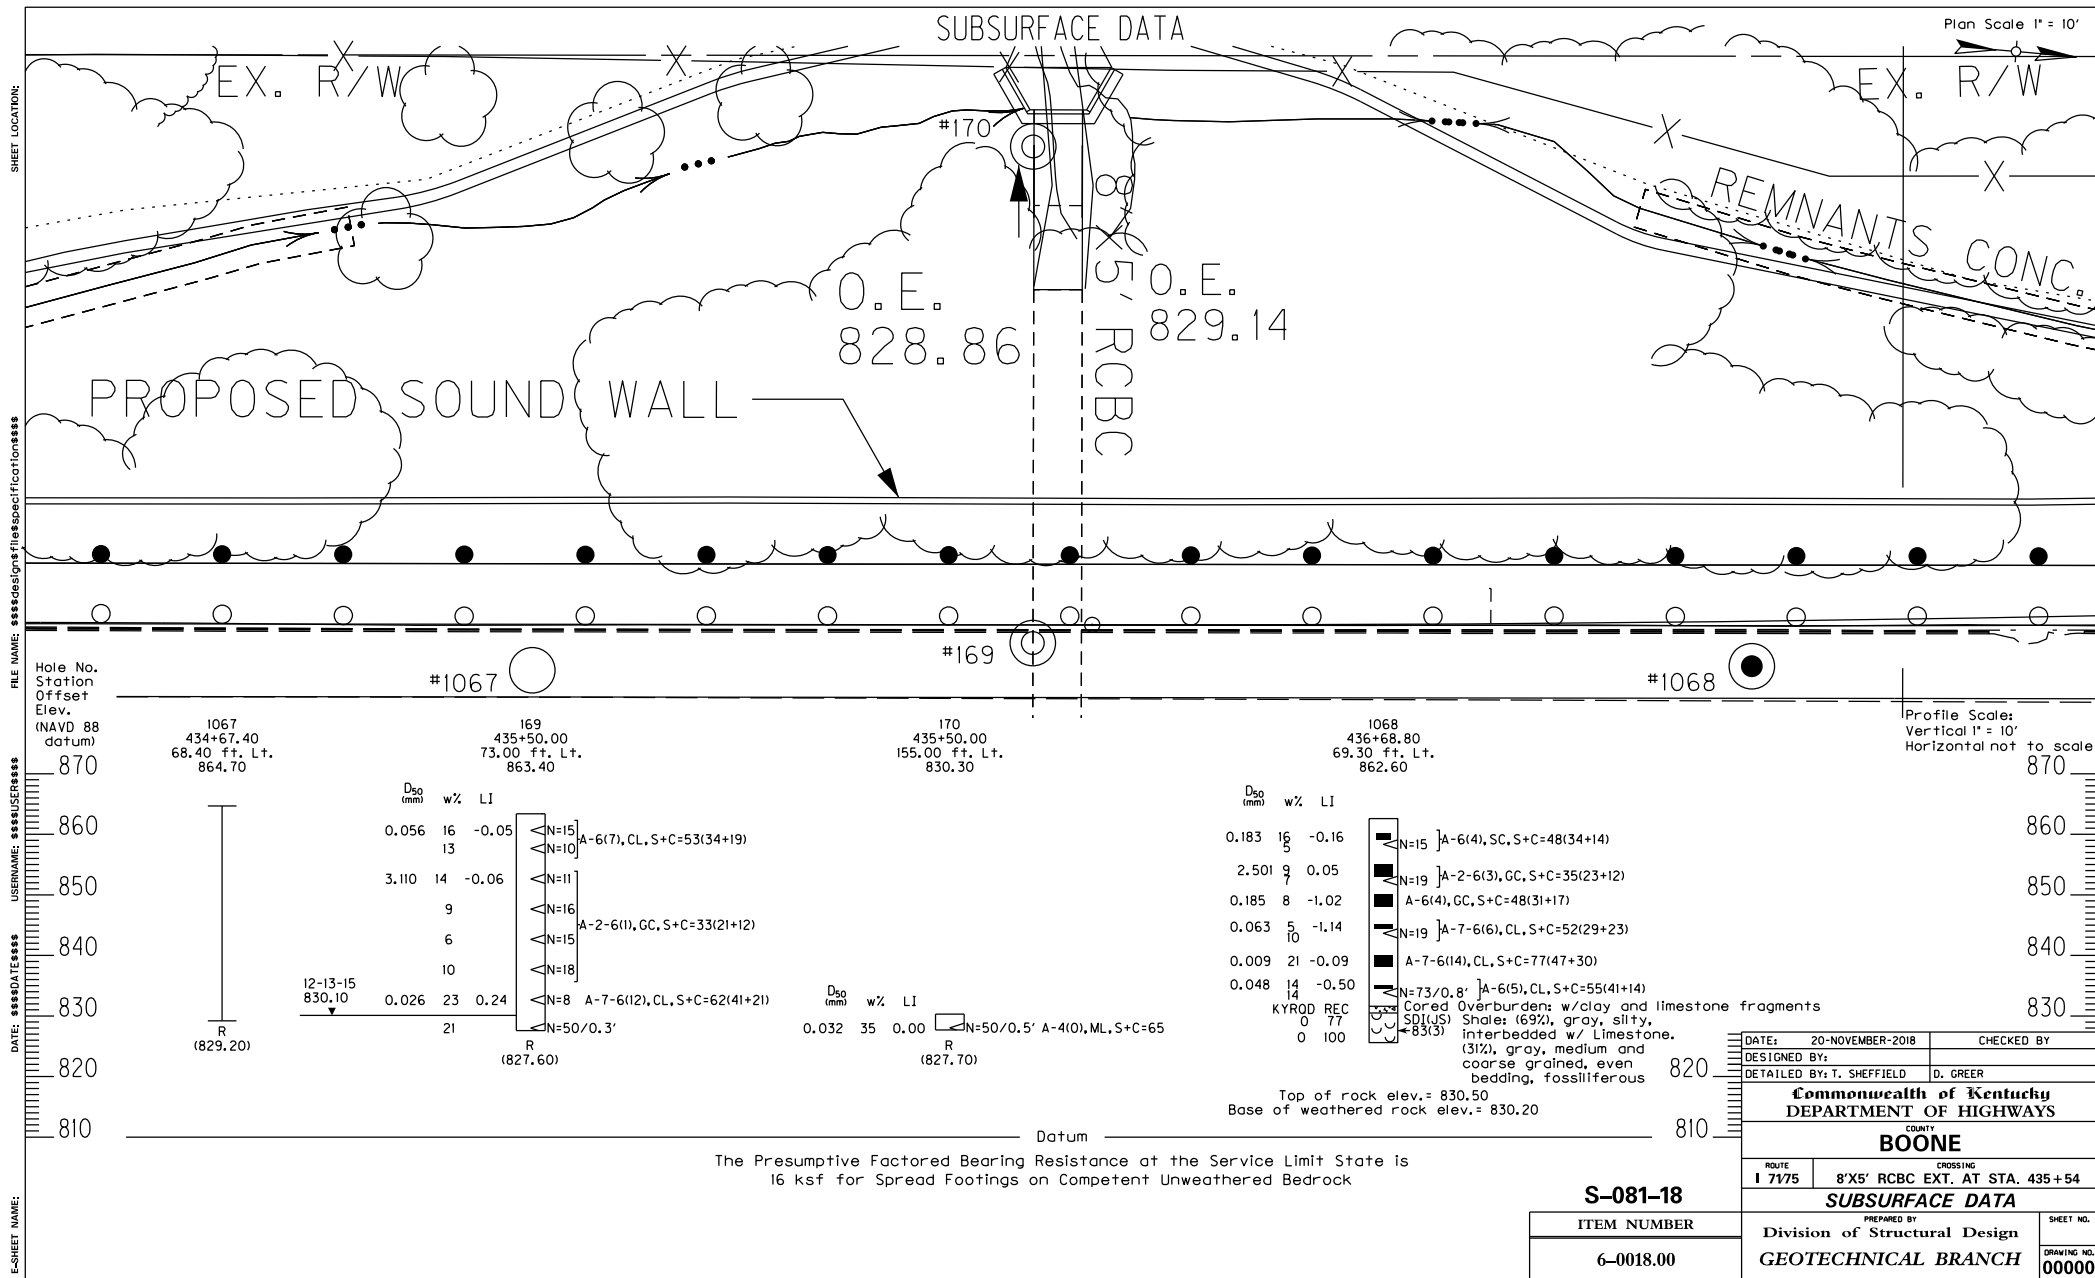 SUBSURFACE DATA
Plan Scale 1" = 10'
EX. R/W
EX. R/W
#170
8' X 5' RCBC
REMNANTS CONC.
O.E.
828.86
O.E.
829.14
PROPOSED SOUND WALL
#1067
#169
#1068
SHEET LOCATION:
FILE NAME: $$$$design$files$specification$$$$
USERNAME: $$$$USER$$$$
DATE: $$$$DATE$$$$
E-SHEET NAME:
Hole No.
Station
Offset
Elev.
(NAVD 88
datum)
1067
434+67.40
68.40 ft. Lt.
864.70
169
435+50.00
73.00 ft. Lt.
863.40
170
435+50.00
155.00 ft. Lt.
830.30
1068
436+68.80
69.30 ft. Lt.
862.60
Profile Scale:
Vertical 1" = 10'
Horizontal not to scale
870
860
850
840
830
820
810
870
860
850
840
830
820
810
R
(829.20)
D50
(mm) w% LI
0.056 16 -0.05 N=15
13 N=10
A-6(7), CL, S+C=53(34+19)
3.110 14 -0.06 N=11
9 N=16
A-2-6(1), GC, S+C=33(21+12)
6 N=15
10 N=18
12-13-15
830.10
0.026 23 0.24 N=8 A-7-6(12), CL, S+C=62(41+21)
21 N=50/0.3'
R
(827.60)
D50
(mm) w% LI
0.032 35 0.00 N=50/0.5' A-4(0), ML, S+C=65
R
(827.70)
D50
(mm) w% LI
0.183 16 -0.16
5 N=15 A-6(4), SC, S+C=48(34+14)
2.501 9 0.05
7 N=19 A-2-6(3), GC, S+C=35(23+12)
0.185 8 -1.02 A-6(4), GC, S+C=48(31+17)
0.063 5 -1.14 N=19 A-7-6(6), CL, S+C=52(29+23)
10
0.009 21 -0.09 A-7-6(14), CL, S+C=77(47+30)
0.048 14 -0.50
14 N=73/0.8' A-6(5), CL, S+C=55(41+14)
KYRQD REC
0 77
0 100
Cored Overburden: w/clay and limestone fragments
SDI(JS)
83(3)
Shale: (69%), gray, silty,
interbedded w/ Limestone.
(31%), gray, medium and
coarse grained, even
bedding, fossiliferous
Top of rock elev.= 830.50
Base of weathered rock elev.= 830.20
Datum
The Presumptive Factored Bearing Resistance at the Service Limit State is
16 ksf for Spread Footings on Competent Unweathered Bedrock
DATE: 20-NOVEMBER-2018 CHECKED BY
DESIGNED BY:
DETAILED BY: T. SHEFFIELD D. GREER
Commonwealth of Kentucky
DEPARTMENT OF HIGHWAYS
COUNTY
BOONE
ROUTE
I 71/75
CROSSING
8'X5' RCBC EXT. AT STA. 435+54
SUBSURFACE DATA
PREPARED BY
Division of Structural Design
GEOTECHNICAL BRANCH
SHEET NO.
DRAWING NO.
00000
S-081-18
ITEM NUMBER
6-0018.00